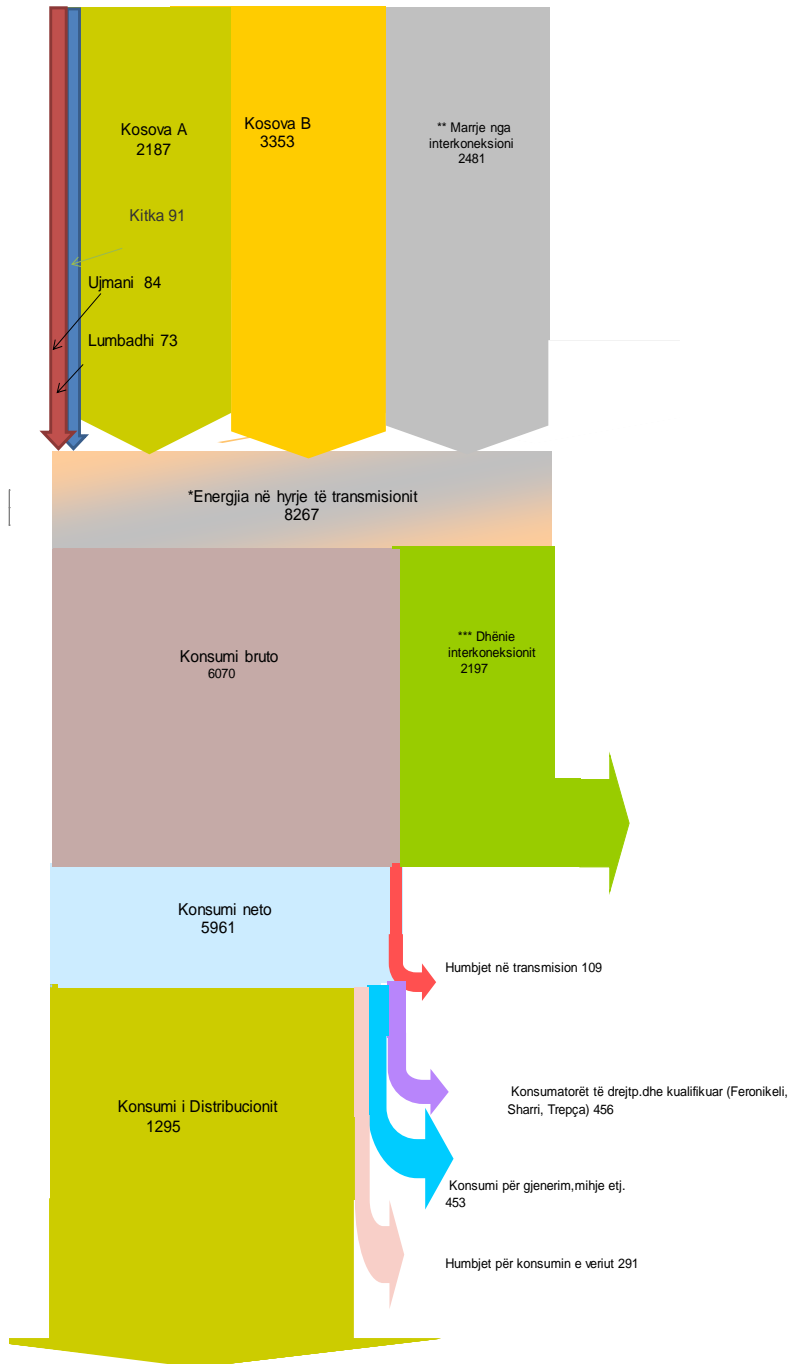 Kosova A
2187
Kosova B
3353
** Marrje nga
interkoneksioni
2481
Kitka 91
Ujmani 84
Lumbadhi 73
*Energjia në hyrje të transmisionit
8267
Konsumi bruto
6070
*** Dhënie
interkoneksionit
2197
Konsumi neto
5961
Humbjet në transmision 109
Konsumi i Distribucionit
1295
Konsumatorët të drejtp.dhe kualifikuar (Feronikeli,
Sharri, Trepça) 456
Konsumi për gjenerim,mihje etj.
453
Humbjet për konsumin e veriut 291